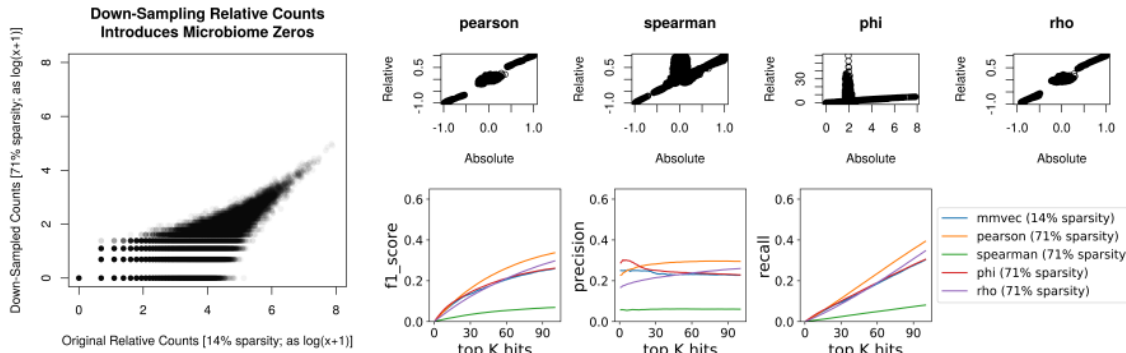 Down-Sampling Relative Counts
Introduces Microbiome Zeros
Down-Sampled Counts [71% sparsity; as log(x+1)]
8
6
4
2
0
0 2 4 6 8
Original Relative Counts [14% sparsity; as log(x+1)]
pearson
Relative
0.5
-1.0
-1.0 0.0 1.0
Absolute
spearman
Relative
0.5
-1.0
-1.0 0.0 1.0
Absolute
phi
Relative
30
0
0 2 4 6 8
Absolute
rho
Relative
0.5
-1.0
-1.0 0.0 1.0
Absolute
f1_score
0.6
0.4
0.2
0.0
0 30 60 90
top K hits
precision
0.6
0.4
0.2
0.0
0 30 60 90
top K hits
recall
0.6
0.4
0.2
0.0
0 30 60 90
top K hits
mmvec (14% sparsity)
pearson (71% sparsity)
spearman (71% sparsity)
phi (71% sparsity)
rho (71% sparsity)